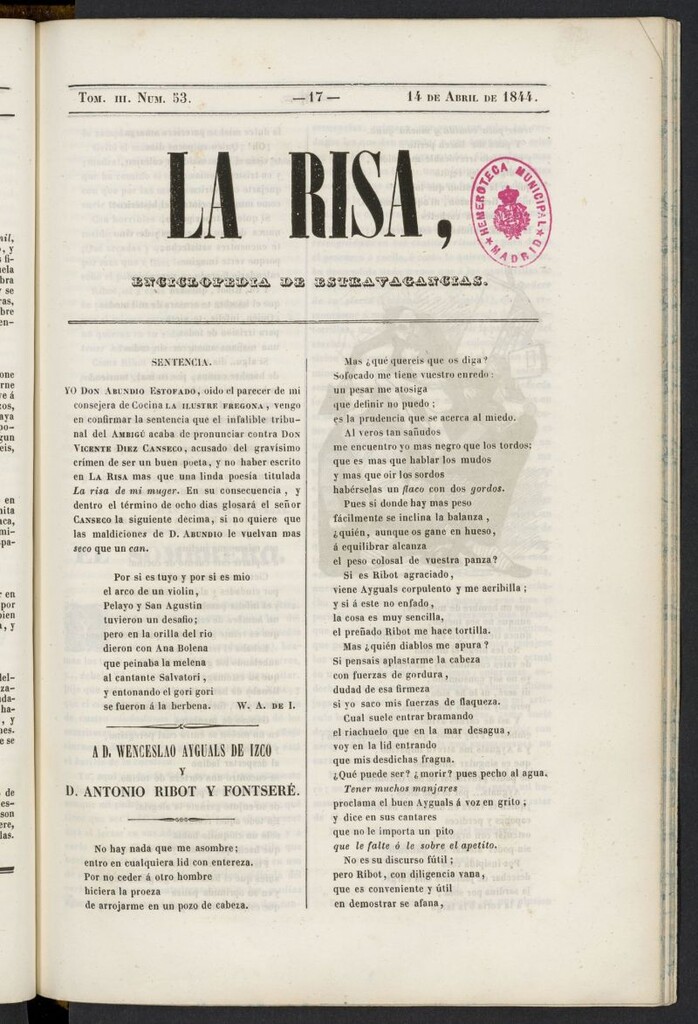 Tom. III. Num. 53.
—17—
14 de Abril de 1844.
LA RISA,
ENCICLOPEDIA DE ESTRAVAGANCIAS.
HEMEROTECA MUNICIPAL
★ MADRID ★
SENTENCIA.
YO Don Abundio Estofado, oido el parecer de mi
consejera de Cocina LA ILUSTRE FREGONA, vengo
en confirmar la sentencia que el infalible tribu-
nal del Ambigú acaba de pronunciar contra Don
Vicente Diez Canseco, acusado del gravísimo
crimen de ser un buen poeta, y no haber escrito
en La Risa mas que una linda poesía titulada
La risa de mi muger. En su consecuencia, y
dentro el término de ocho dias glosará el señor
Canseco la siguiente decima, si no quiere que
las maldiciones de D. Abundio le vuelvan mas
seco que un can.
Por si es tuyo y por si es mio
el arco de un violin,
Pelayo y San Agustin
tuvieron un desafio;
pero en la orilla del rio
dieron con Ana Bolena
que peinaba la melena
al cantante Salvatori,
y entonando el gori gori
se fueron á la berbena. W. A. DE I.
A D. WENCESLAO AYGUALS DE IZCO
Y
D. ANTONIO RIBOT Y FONTSERÉ.
No hay nada que me asombre;
entro en cualquiera lid con entereza.
Por no ceder á otro hombre
hiciera la proeza
de arrojarme en un pozo de cabeza.
Mas ¿qué quereis que os diga?
Sofocado me tiene vuestro enredo:
un pesar me atosiga
que definir no puedo;
es la prudencia que se acerca al miedo.
Al veros tan sañudos
me encuentro yo mas negro que los tordos:
que es mas que hablar los mudos
y mas que oir los sordos
habérselas un flaco con dos gordos.
Pues si donde hay mas peso
fácilmente se inclina la balanza,
¿quién, aunque os gane en hueso,
á equilibrar alcanza
el peso colosal de vuestra panza?
Si es Ribot agraciado,
viene Ayguals corpulento y me acribilla;
y si á este no enfado,
la cosa es muy sencilla,
el preñado Ribot me hace tortilla.
Mas ¿quién diablos me apura?
Si pensais aplastarme la cabeza
con fuerzas de gordura,
dudad de esa firmeza
si yo saco mis fuerzas de flaqueza.
Cual suele entrar bramando
el riachuelo que en la mar desagua,
voy en la lid entrando
que mis desdichas fragua.
¿Qué puede ser? ¿morir? pues pecho al agua.
Tener muchos manjares
proclama el buen Ayguals á voz en grito;
y dice en sus cantares
que no le importa un pito
que le falte ó le sobre el apetito.
No es su discurso fútil;
pero Ribot, con diligencia vana,
que es conveniente y útil
en demostrar se afana,